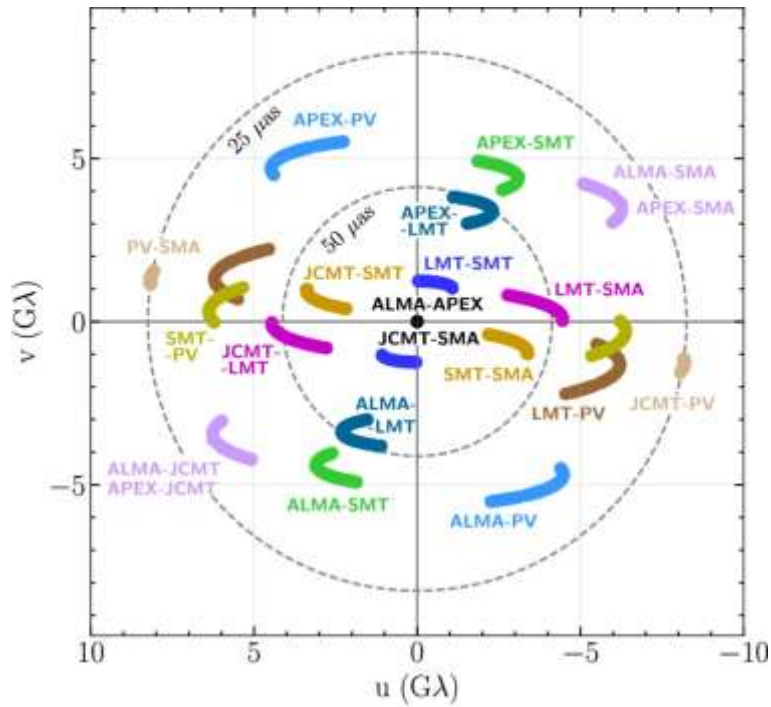 APEX-PV
25 μas
APEX-SMT
ALMA-SMA
APEX-SMA
APEX-
-LMT
50 μas
PV-SMA
JCMT-SMT
LMT-SMT
LMT-SMA
ALMA-APEX
JCMT-SMA
SMT-
-PV
JCMT-
-LMT
SMT-SMA
LMT-PV
JCMT-PV
ALMA-
-LMT
ALMA-JCMT
APEX-JCMT
ALMA-SMT
ALMA-PV
5
0
−5
v (Gλ)
10
5
0
−5
−10
u (Gλ)